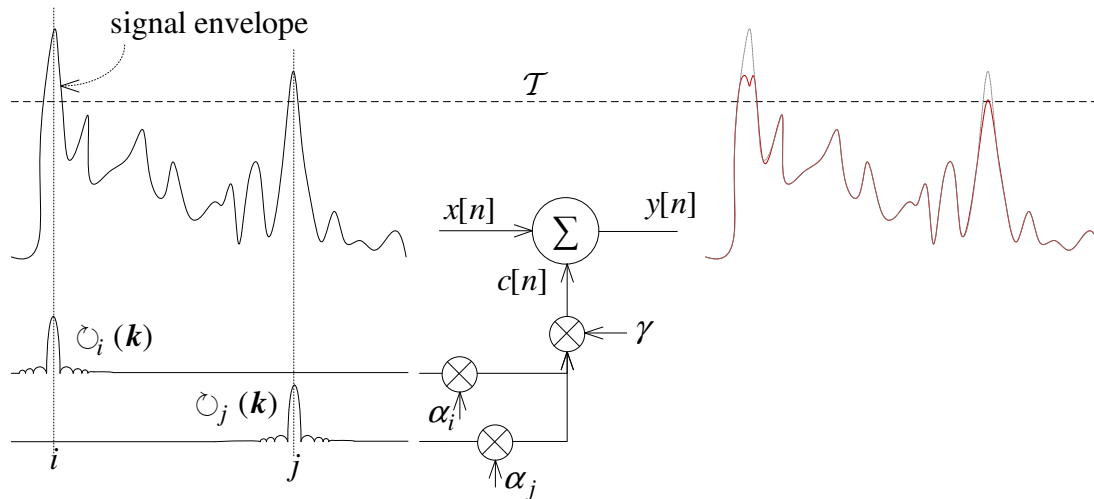 signal envelope
𝒯
x[n]
∑
y[n]
c[n]
↻i (k)
γ
↻j (k)
αi
i
j
αj